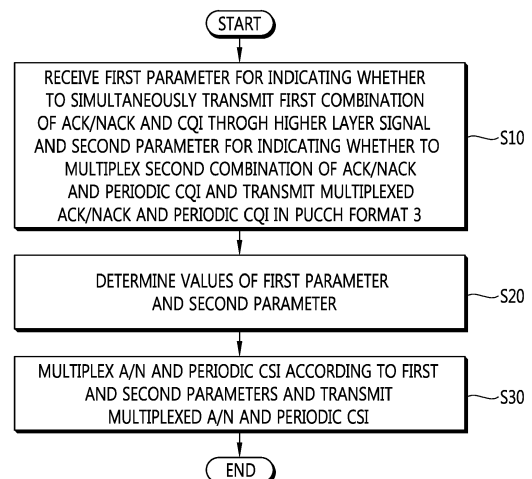 START
RECEIVE FIRST PARAMETER FOR INDICATING WHETHER
TO SIMULTANEOUSLY TRANSMIT FIRST COMBINATION
OF ACK/NACK AND CQI THROGH HIGHER LAYER SIGNAL
AND SECOND PARAMETER FOR INDICATING WHETHER TO
MULTIPLEX SECOND COMBINATION OF ACK/NACK
AND PERIODIC CQI AND TRANSMIT MULTIPLEXED
ACK/NACK AND PERIODIC CQI IN PUCCH FORMAT 3
S10
DETERMINE VALUES OF FIRST PARAMETER
AND SECOND PARAMETER
S20
MULTIPLEX A/N AND PERIODIC CSI ACCORDING TO FIRST
AND SECOND PARAMETERS AND TRANSMIT
MULTIPLEXED A/N AND PERIODIC CSI
S30
END